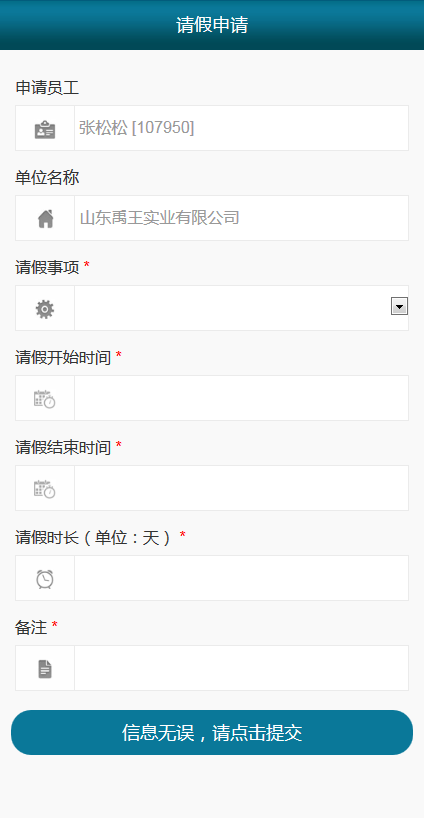 请假申请
申请员工
张松松 [107950]
单位名称
山东禹王实业有限公司
请假事项 *
请假开始时间 *
请假结束时间 *
请假时长（单位：天） *
备注 *
信息无误，请点击提交